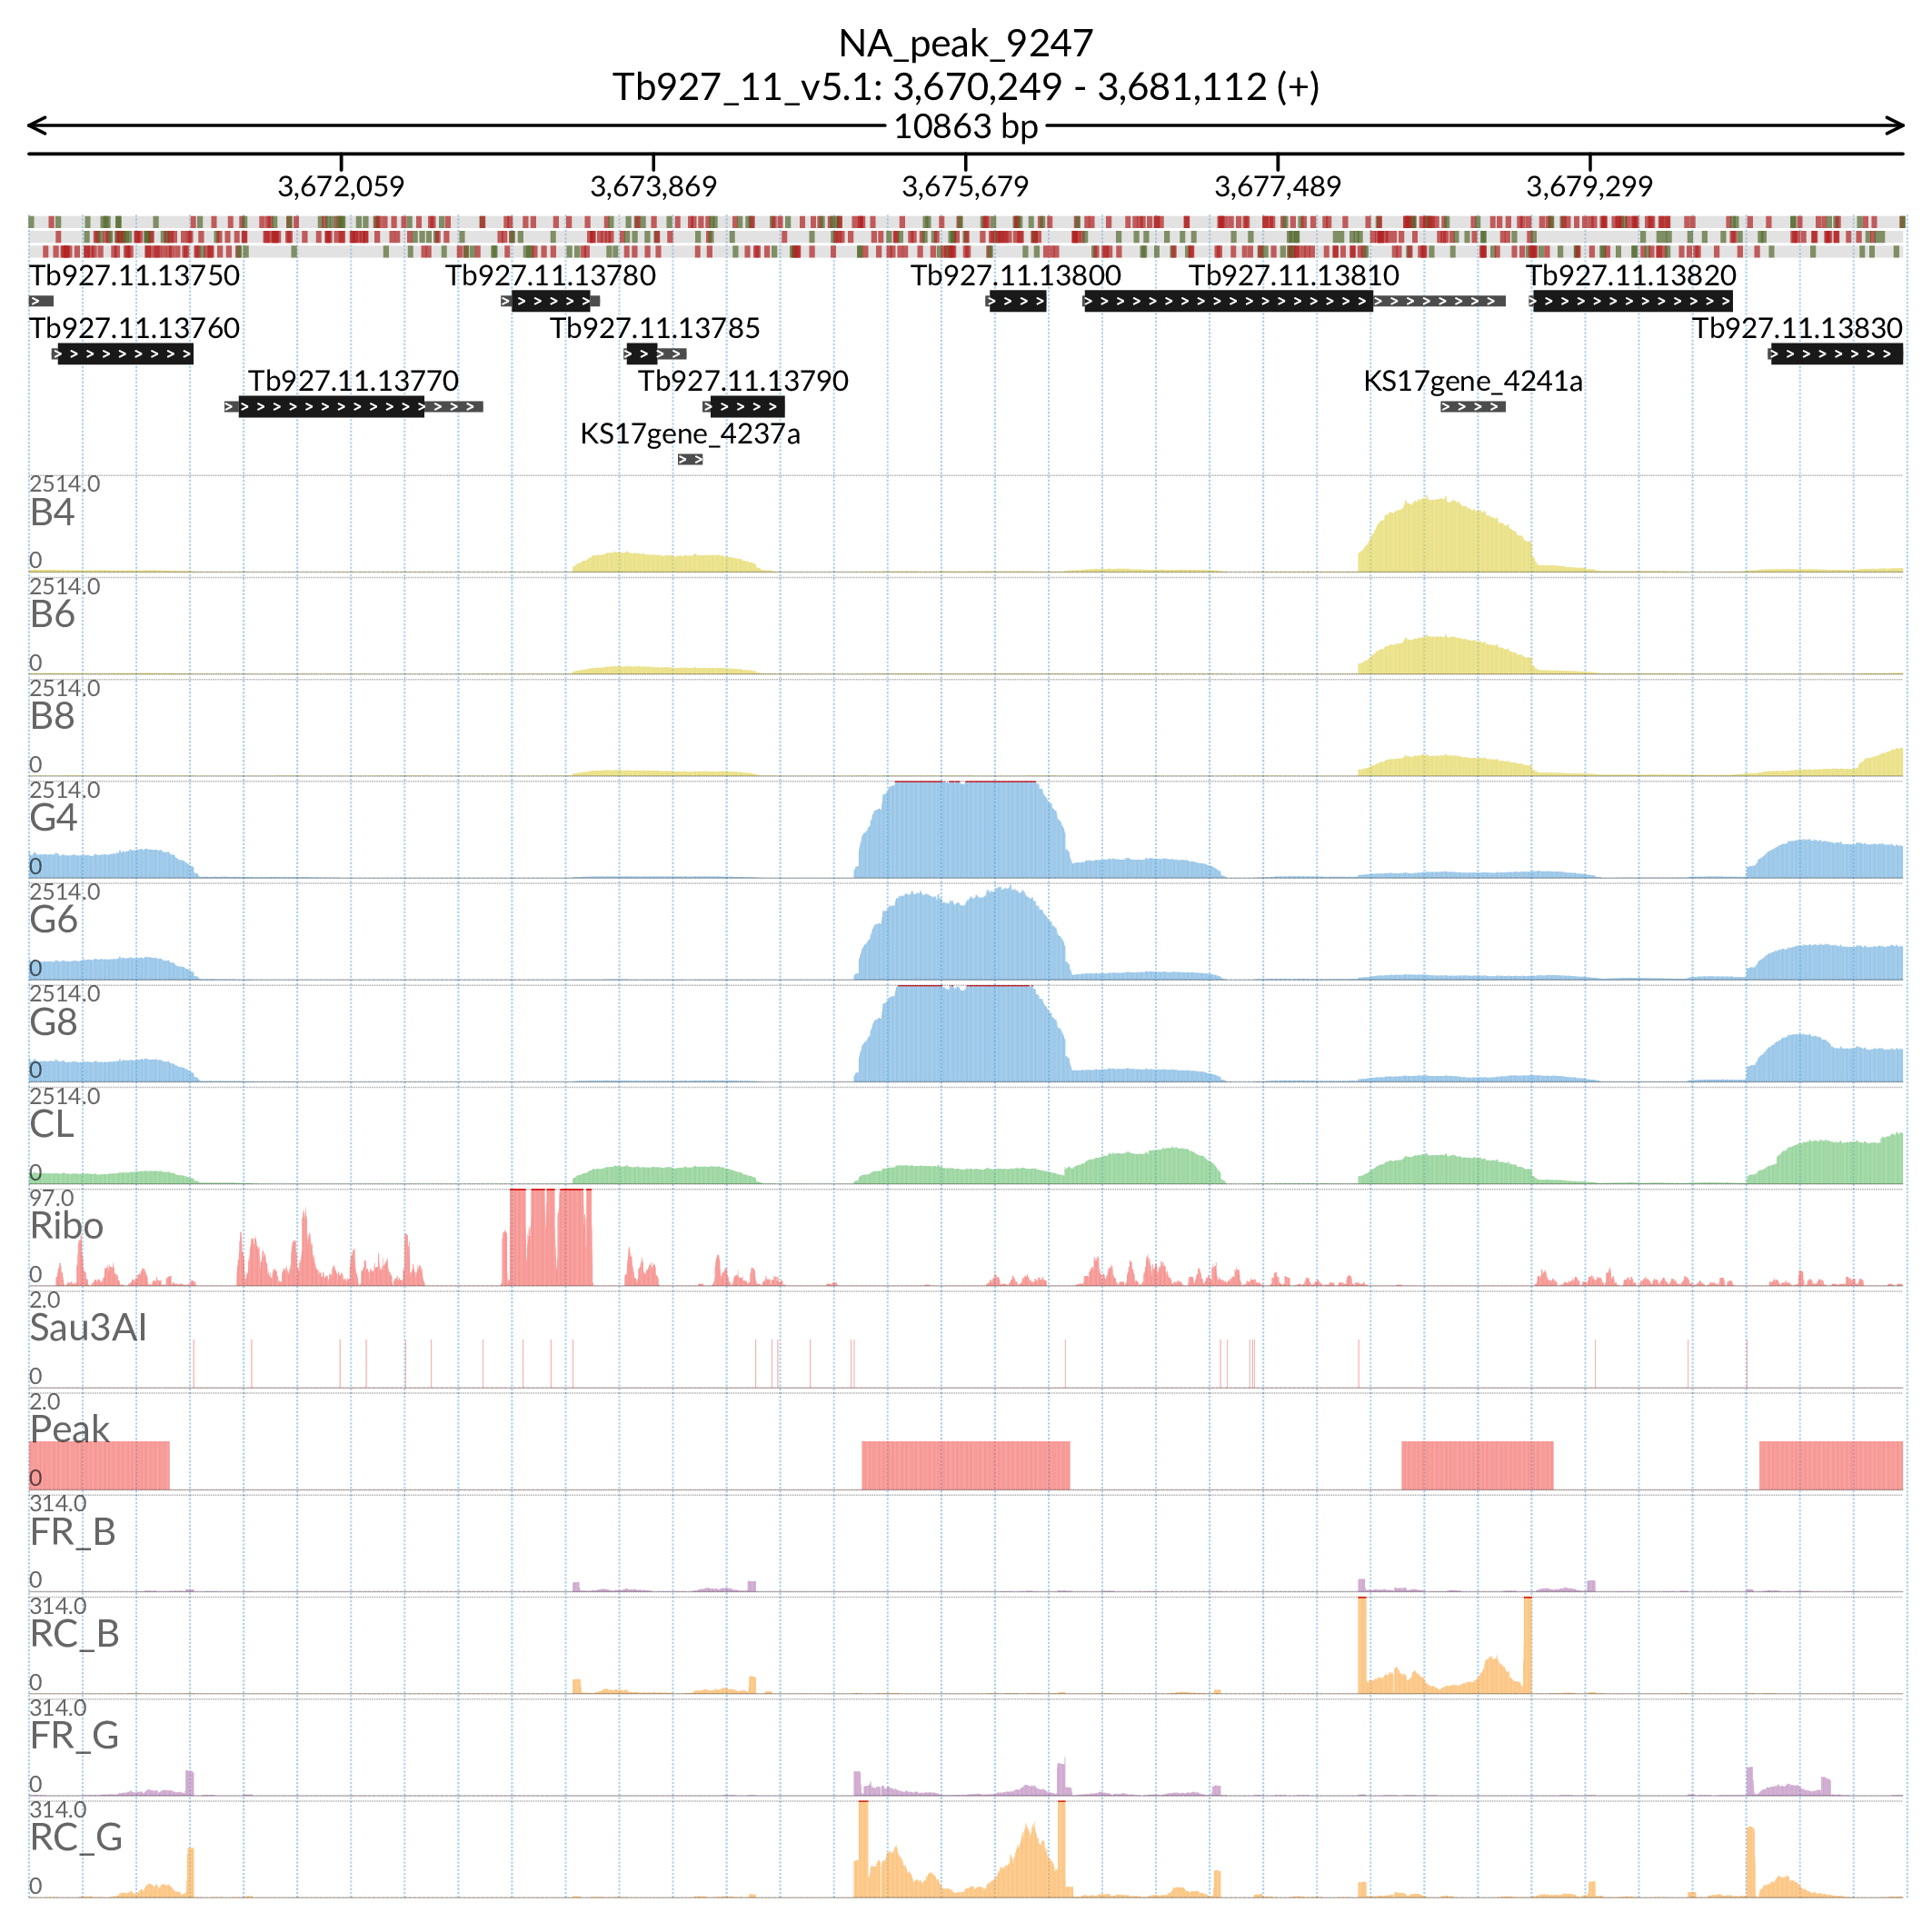 NA_peak_9247
Tb927_11_v5.1: 3,670,249 - 3,681,112 (+)
10863 bp
3,672,059 3,673,869 3,675,679 3,677,489 3,679,299
Tb927.11.13750 Tb927.11.13780 Tb927.11.13800 Tb927.11.13810 Tb927.11.13820
Tb927.11.13760 Tb927.11.13785 Tb927.11.13830
Tb927.11.13770 Tb927.11.13790 KS17gene_4241a
KS17gene_4237a
2514.0
B4
0
2514.0
B6
0
2514.0
B8
0
2514.0
G4
0
2514.0
G6
0
2514.0
G8
0
2514.0
CL
0
97.0
Ribo
0
2.0
Sau3AI
0
2.0
Peak
0
314.0
FR_B
0
314.0
RC_B
0
314.0
FR_G
0
314.0
RC_G
0